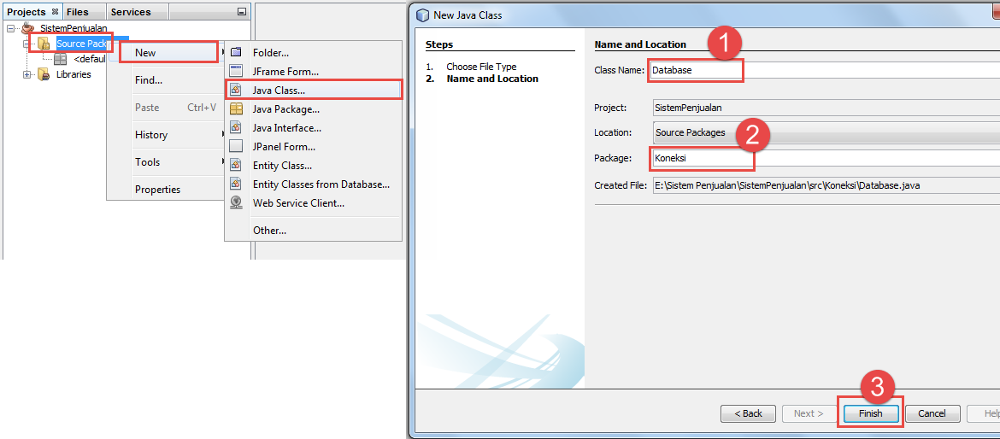 Projects Files Services
SistemPenjualan
Source Pack
<defaul
Libraries
New
Find...
Paste Ctrl+V
History
Tools
Properties
Folder...
JFrame Form...
Java Class...
Java Package...
Java Interface...
JPanel Form...
Entity Class...
Entity Classes from Database...
Web Service Client...
Other...
New Java Class
Steps
1. Choose File Type
2. Name and Location
Name and Location
1
Class Name: Database
Project: SistemPenjualan
Location: Source Packages
2
Package: Koneksi
Created File: E:\Sistem Penjualan\SistemPenjualan\src\Koneksi\Database.java
3
< Back Next > Finish Cancel Help